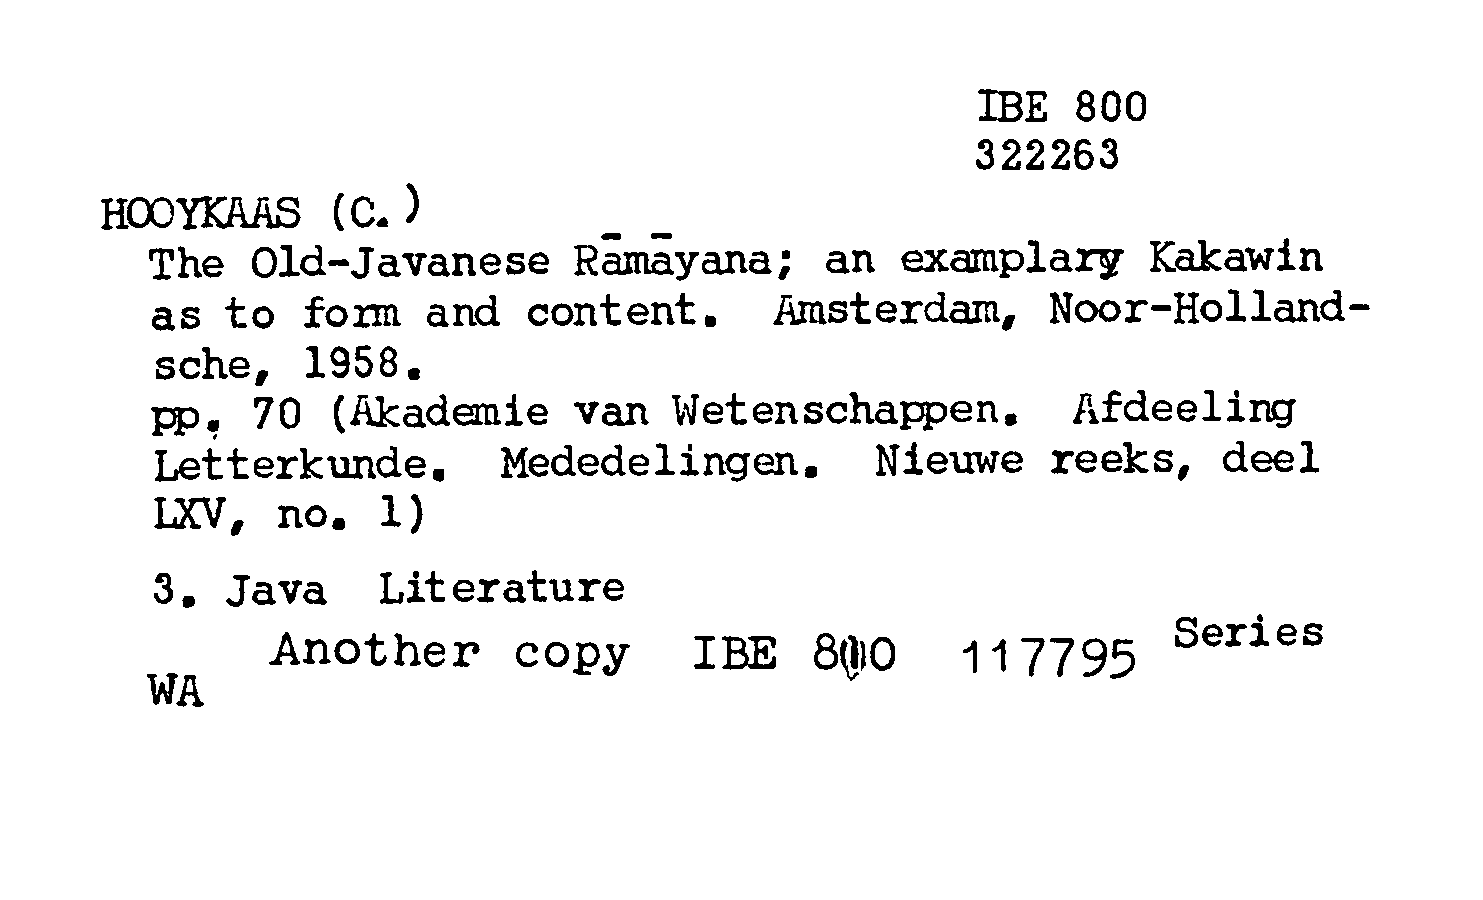 IBE 800
322263
HOOYKAAS (C.)
The Old-Javanese Rāmāyana; an examplary Kakawin
as to form and content. Amsterdam, Noor-Holland-
sche, 1958.
pp. 70 (Akademie van Wetenschappen. Afdeeling
Letterkunde. Mededelingen. Nieuwe reeks, deel
LXV, no. 1)
3. Java Literature
Another copy IBE 800 117795 Series
WA